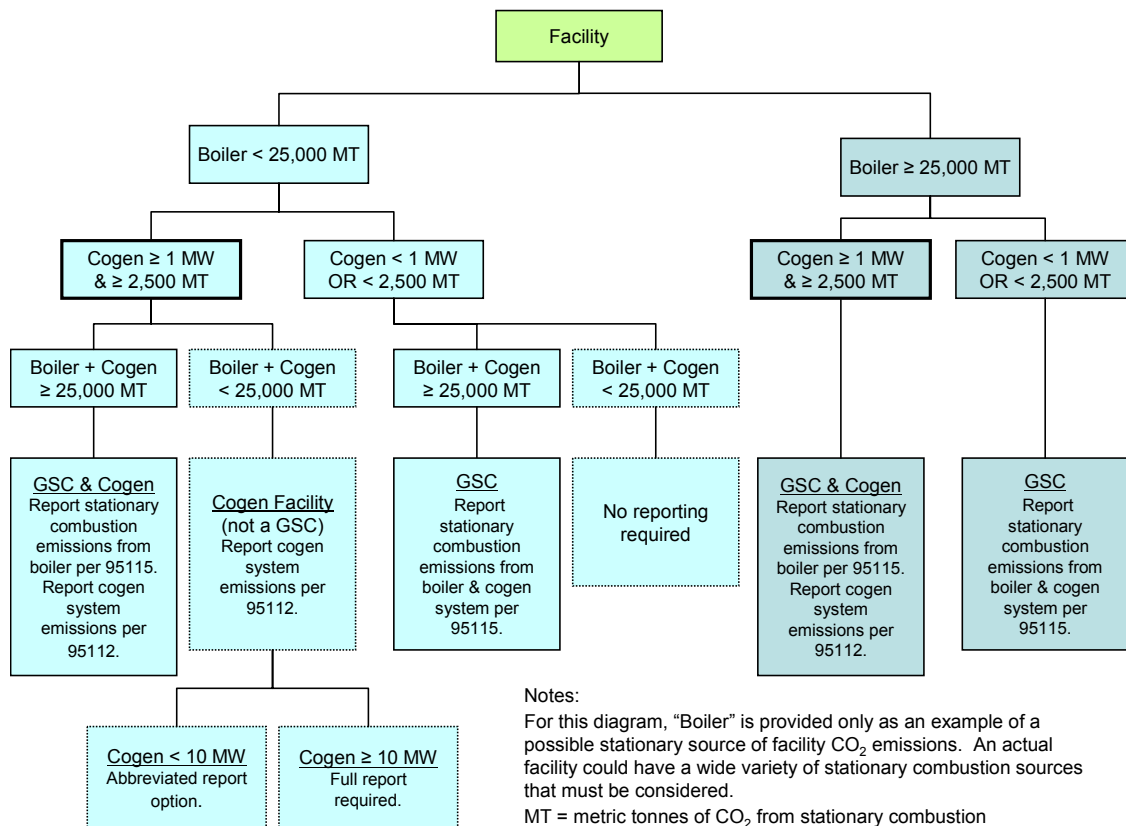 Facility
Boiler < 25,000 MT
Boiler ≥ 25,000 MT
Cogen ≥ 1 MW
& ≥ 2,500 MT
Cogen < 1 MW
OR < 2,500 MT
Cogen ≥ 1 MW
& ≥ 2,500 MT
Cogen < 1 MW
OR < 2,500 MT
Boiler + Cogen
≥ 25,000 MT
Boiler + Cogen
< 25,000 MT
Boiler + Cogen
≥ 25,000 MT
Boiler + Cogen
< 25,000 MT
GSC & Cogen
Report stationary
combustion
emissions from
boiler per 95115.
Report cogen
system
emissions per
95112.
Cogen Facility
(not a GSC)
Report cogen
system
emissions per
95112.
GSC
Report
stationary
combustion
emissions from
boiler & cogen
system per
95115.
No reporting
required
GSC & Cogen
Report stationary
combustion
emissions from
boiler per 95115.
Report cogen
system
emissions per
95112.
GSC
Report
stationary
combustion
emissions from
boiler & cogen
system per
95115.
Cogen < 10 MW
Abbreviated report
option.
Cogen ≥ 10 MW
Full report
required.
Notes:
For this diagram, “Boiler” is provided only as an example of a
possible stationary source of facility CO₂ emissions. An actual
facility could have a wide variety of stationary combustion sources
that must be considered.
MT = metric tonnes of CO₂ from stationary combustion